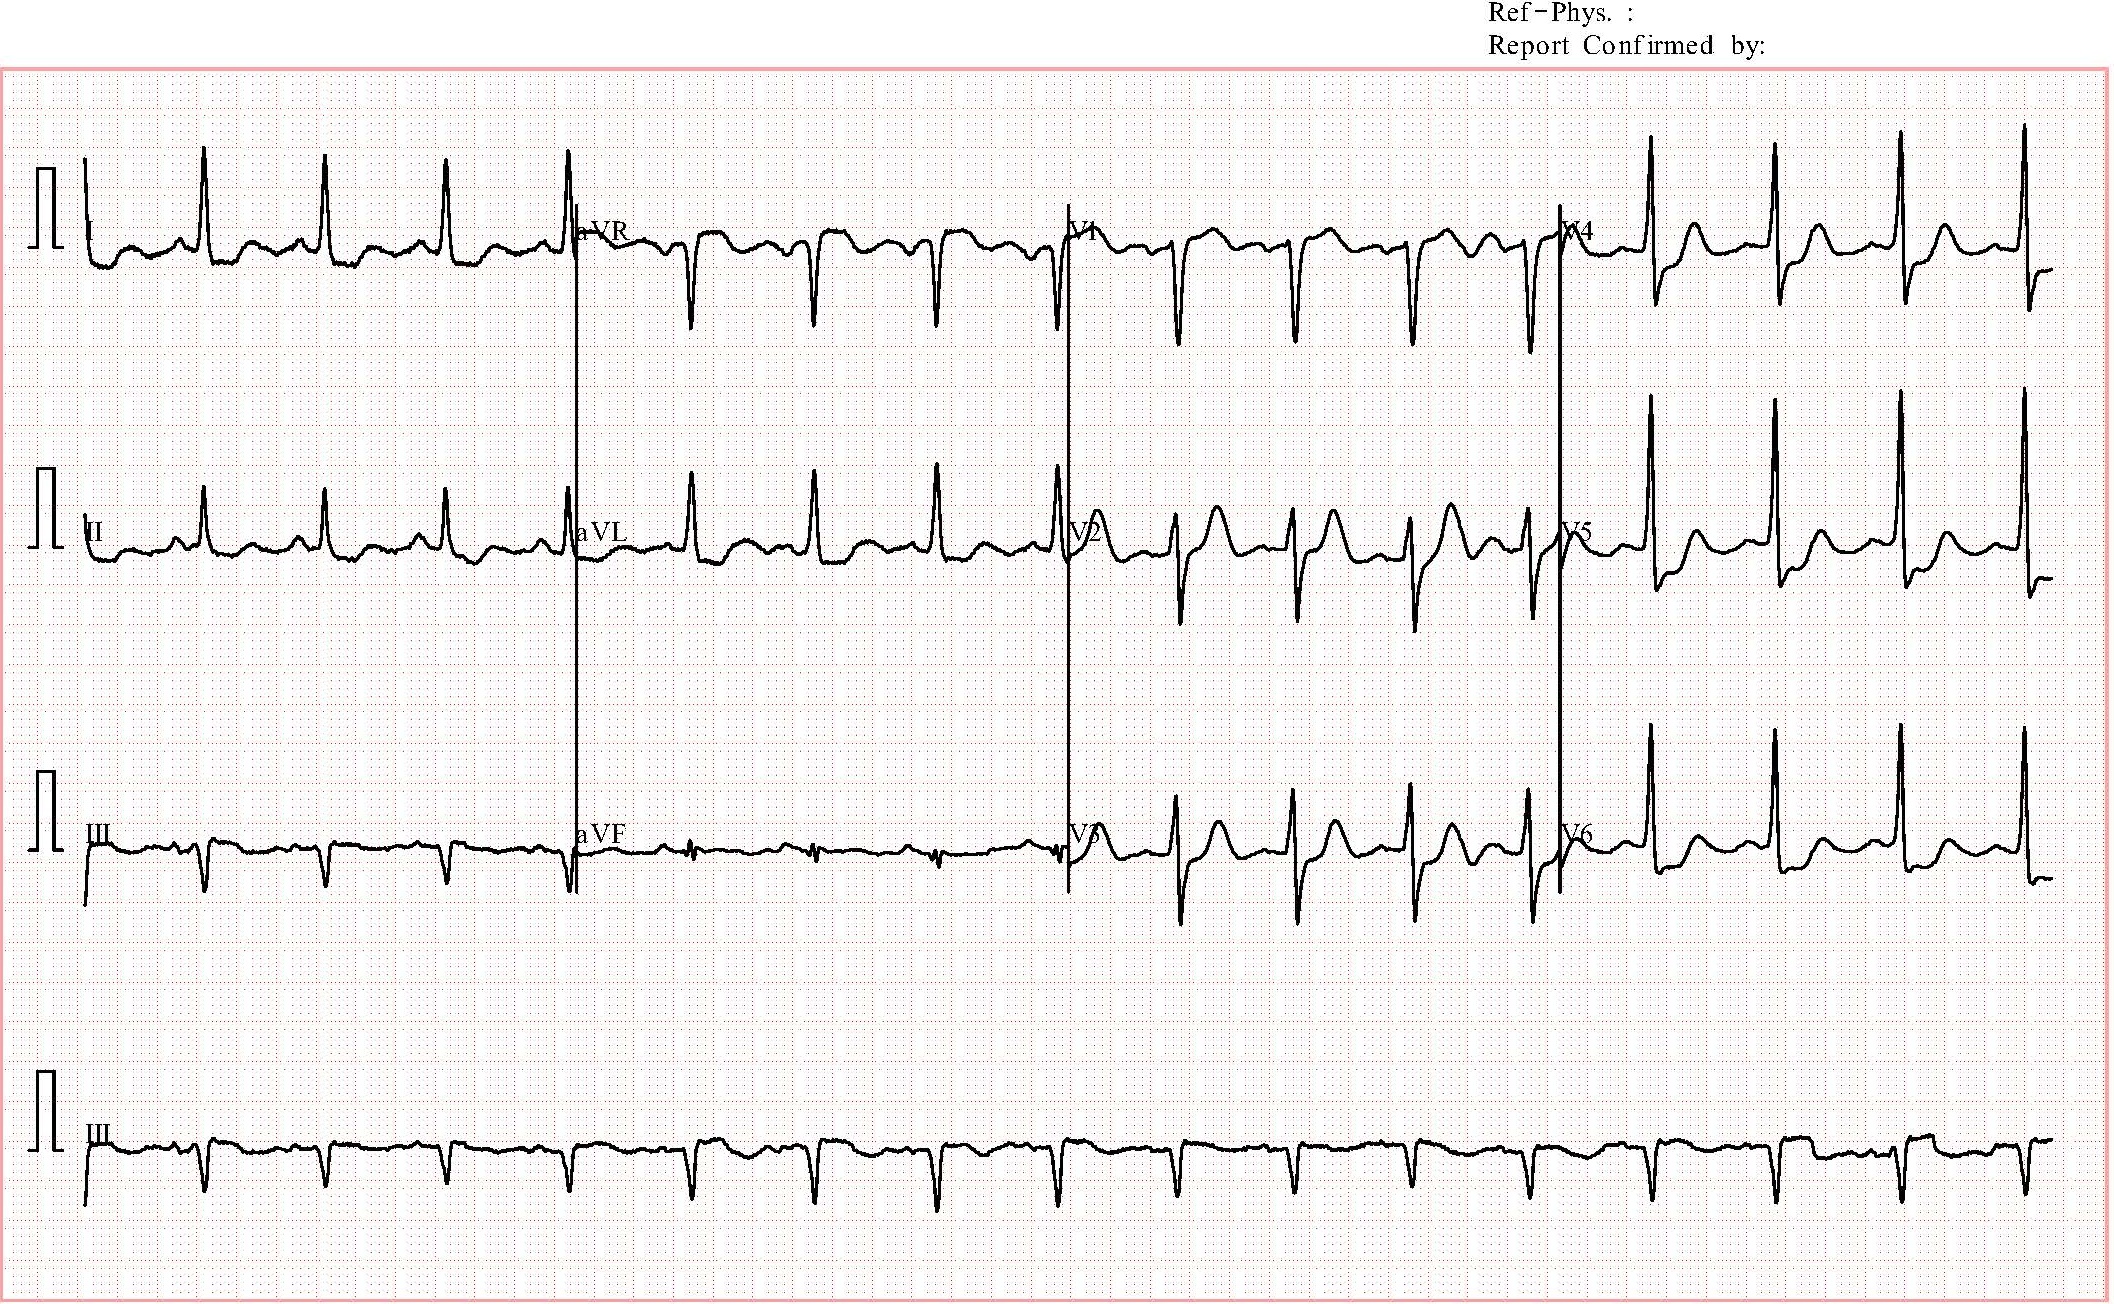 Ref-Phys. :
Report Confirmed by:
I
aVR
V1
V4
II
aVL
V2
V5
III
aVF
V3
V6
III